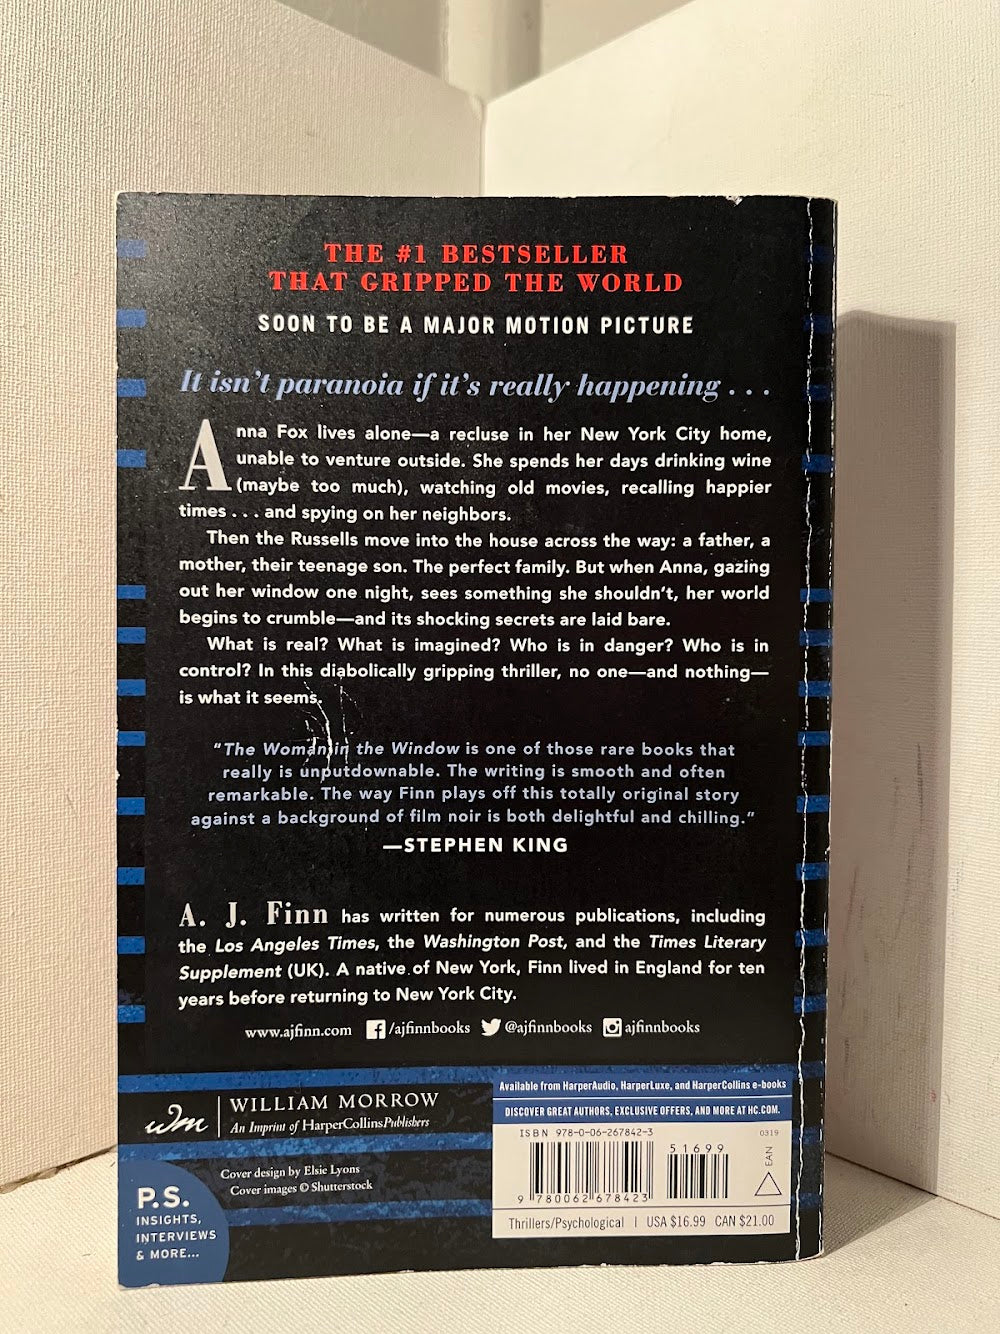 THE #1 BESTSELLER
THAT GRIPPED THE WORLD
SOON TO BE A MAJOR MOTION PICTURE
It isn't paranoia if it's really happening . . .
Anna Fox lives alone—a recluse in her New York City home,
unable to venture outside. She spends her days drinking wine
(maybe too much), watching old movies, recalling happier
times . . . and spying on her neighbors.
Then the Russells move into the house across the way: a father, a
mother, their teenage son. The perfect family. But when Anna, gazing
out her window one night, sees something she shouldn't, her world
begins to crumble—and its shocking secrets are laid bare.
What is real? What is imagined? Who is in danger? Who is in
control? In this diabolically gripping thriller, no one—and nothing—
is what it seems.
"The Woman in the Window is one of those rare books that
really is unputdownable. The writing is smooth and often
remarkable. The way Finn plays off this totally original story
against a background of film noir is both delightful and chilling."
—STEPHEN KING
A. J. Finn has written for numerous publications, including
the Los Angeles Times, the Washington Post, and the Times Literary
Supplement (UK). A native of New York, Finn lived in England for ten
years before returning to New York City.
www.ajfinn.com f/ajfinnbooks @ajfinnbooks ajfinnbooks
wm WILLIAM MORROW
An Imprint of HarperCollinsPublishers
Cover design by Elsie Lyons
Cover images © Shutterstock
P.S.
INSIGHTS,
INTERVIEWS
& MORE...
Available from HarperAudio, HarperLuxe, and HarperCollins e-books
DISCOVER GREAT AUTHORS, EXCLUSIVE OFFERS, AND MORE AT HC.COM.
ISBN 978-0-06-267842-3
0319
51699
EAN
9 780062 678423
Thrillers/Psychological | USA $16.99 CAN $21.00